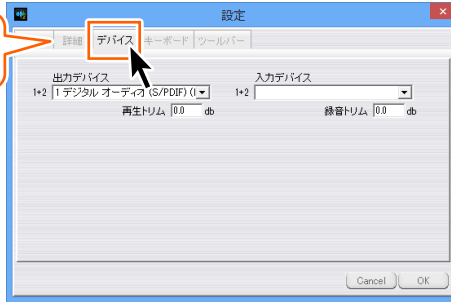 設定
詳細 デバイス キーボード ツールバー
出力デバイス 入力デバイス
1+2 1 デジタル オーディオ (S/PDIF) (I 1+2
再生トリム 0.0 db 録音トリム 0.0 db
Cancel OK